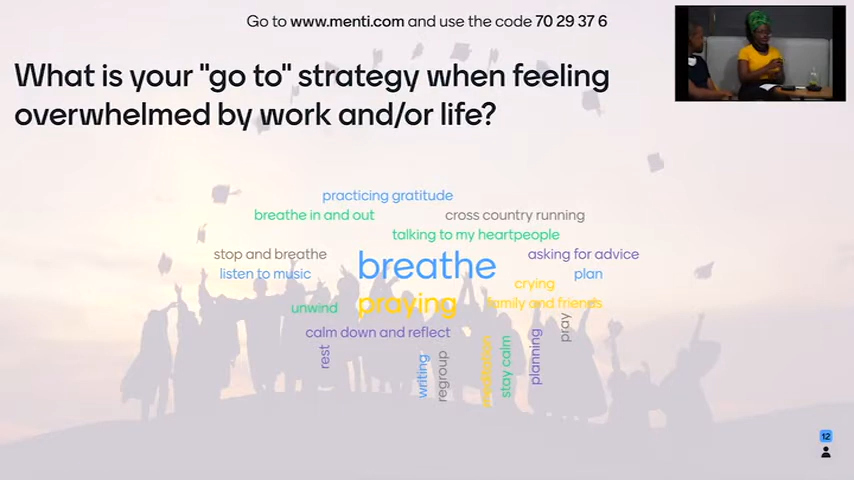 Go to www.menti.com and use the code 70 29 37 6
What is your "go to" strategy when feeling
overwhelmed by work and/or life?
practicing gratitude
breathe in and out
cross country running
talking to my heartpeople
stop and breathe
breathe
asking for advice
listen to music
plan
crying
unwind
praying
family and friends
calm down and reflect
pray
rest
writing
regroup
meditation
stay calm
planning
12